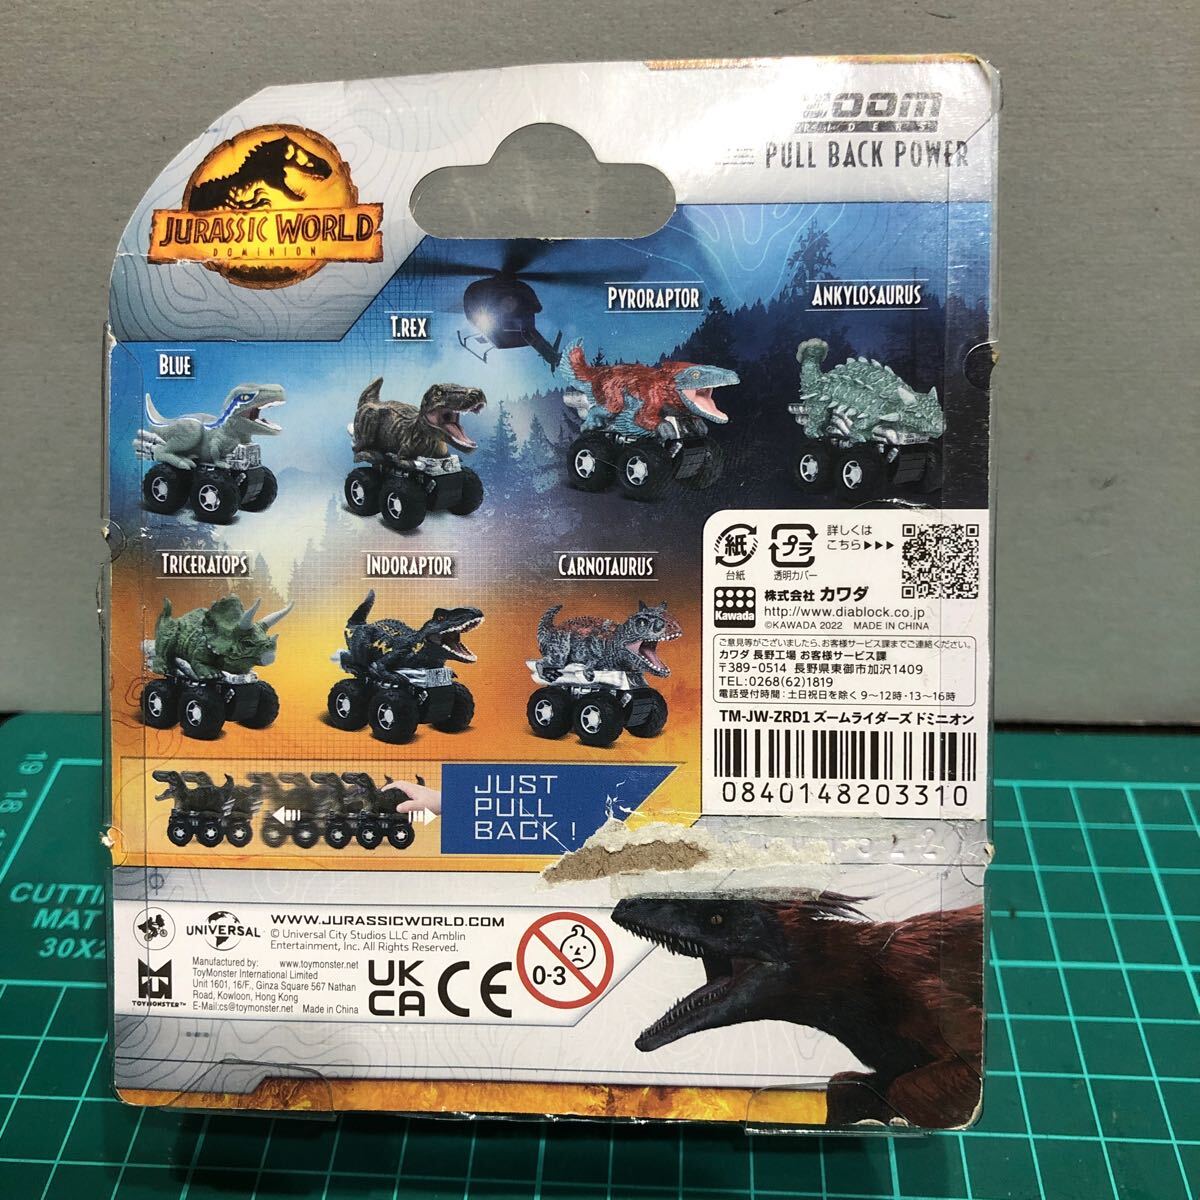 ZOOM
RIDERS
PULL BACK POWER
JURASSIC WORLD
DOMINION
BLUE
T.REX
PYRORAPTOR
ANKYLOSAURUS
TRICERATOPS
INDORAPTOR
CARNOTAURUS
紙
台紙
プラ
透明カバー
詳しくは
こちら▶▶▶
Kawada
株式会社 カワダ
http://www.diablock.co.jp
©KAWADA 2022 MADE IN CHINA
ご意見等がございましたら、お客様サービス課までご連絡ください。
カワダ 長野工場 お客様サービス課
〒389-0514 長野県東御市加沢1409
TEL:0268(62)1819
電話受付時間:土日祝日を除く 9〜12時・13〜16時
TM-JW-ZRD1 ズームライダーズ ドミニオン
0840148203310
JUST
PULL
BACK!
UNIVERSAL
WWW.JURASSICWORLD.COM
© Universal City Studios LLC and Amblin
Entertainment, Inc. All Rights Reserved.
TOYMONSTER™
Manufactured by: www.toymonster.net
ToyMonster International Limited
Unit 1601, 16/F., Ginza Square 567 Nathan
Road, Kowloon, Hong Kong
E-Mail:cs@toymonster.net Made in China
UK
CA
CE
0-3
19
18
MAT